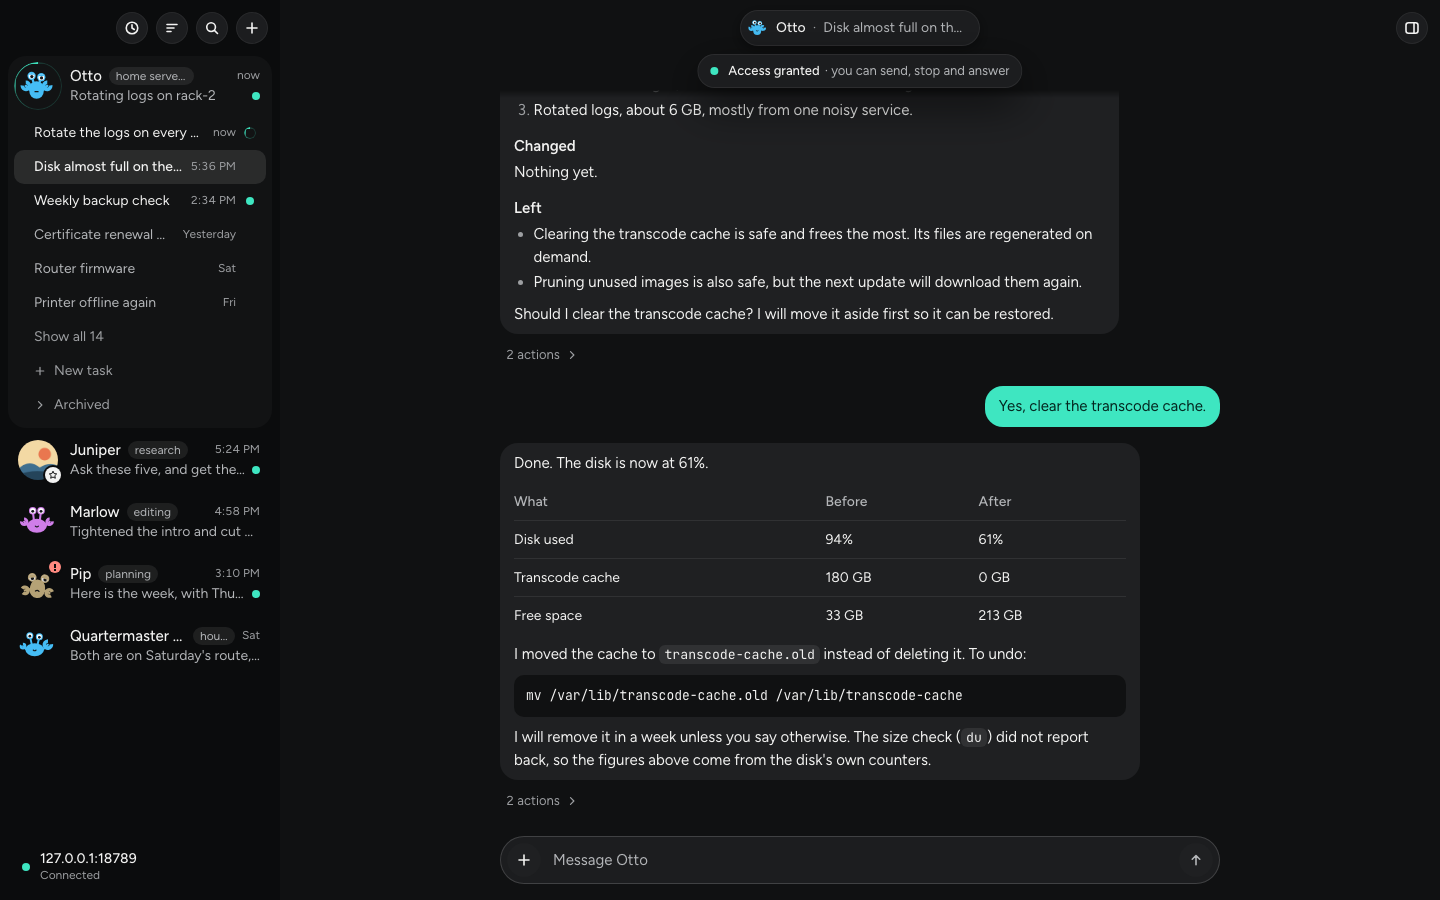 Otto home serve... now
Rotating logs on rack-2
Rotate the logs on every ... now
Disk almost full on the... 5:36 PM
Weekly backup check 2:34 PM
Certificate renewal ... Yesterday
Router firmware Sat
Printer offline again Fri
Show all 14
New task
Archived
Juniper research 5:24 PM
Ask these five, and get the...
Marlow editing 4:58 PM
Tightened the intro and cut ...
Pip planning 3:10 PM
Here is the week, with Thu...
Quartermaster ... hou... Sat
Both are on Saturday's route,...
127.0.0.1:18789
Connected
Otto · Disk almost full on th...
Access granted · you can send, stop and answer
3. Rotated logs, about 6 GB, mostly from one noisy service.
Changed
Nothing yet.
Left
• Clearing the transcode cache is safe and frees the most. Its files are regenerated on
demand.
• Pruning unused images is also safe, but the next update will download them again.
Should I clear the transcode cache? I will move it aside first so it can be restored.
2 actions
Yes, clear the transcode cache.
Done. The disk is now at 61%.
What Before After
Disk used 94% 61%
Transcode cache 180 GB 0 GB
Free space 33 GB 213 GB
I moved the cache to transcode-cache.old instead of deleting it. To undo:
mv /var/lib/transcode-cache.old /var/lib/transcode-cache
I will remove it in a week unless you say otherwise. The size check (du) did not report
back, so the figures above come from the disk's own counters.
2 actions
Message Otto